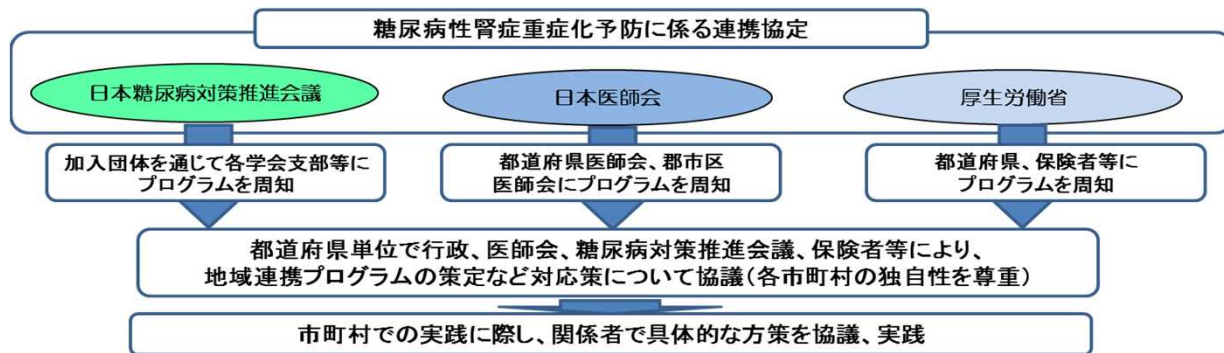 糖尿病性腎症重症化予防に係る連携協定
日本糖尿病対策推進会議
日本医師会
厚生労働省
加入団体を通じて各学会支部等に
プログラムを周知
都道府県医師会、郡市区
医師会にプログラムを周知
都道府県、保険者等に
プログラムを周知
都道府県単位で行政、医師会、糖尿病対策推進会議、保険者等により、
地域連携プログラムの策定など対応策について協議（各市町村の独自性を尊重）
市町村での実践に際し、関係者で具体的な方策を協議、実践